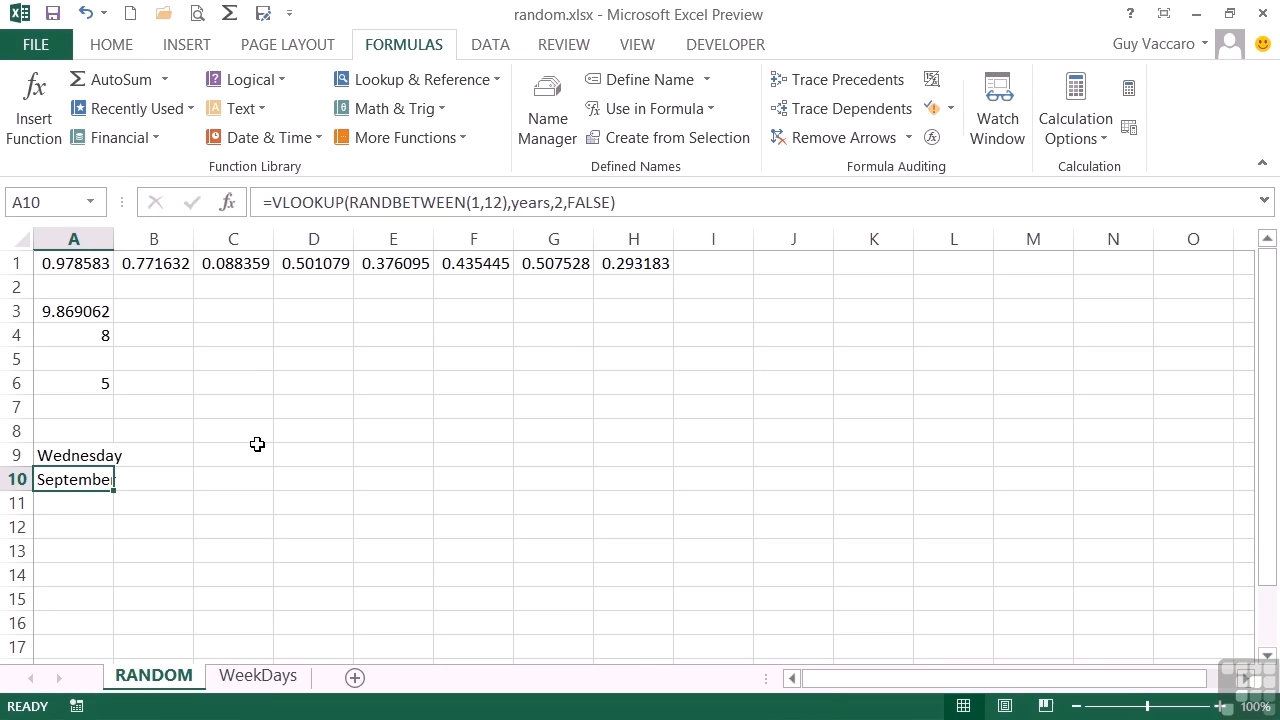 random.xlsx - Microsoft Excel Preview
FILE HOME INSERT PAGE LAYOUT FORMULAS DATA REVIEW VIEW DEVELOPER Guy Vaccaro
AutoSum Logical Lookup & Reference Define Name Trace Precedents
Recently Used Text Math & Trig Use in Formula Trace Dependents
Financial Date & Time More Functions Create from Selection Remove Arrows
Insert Function
Name Manager
Watch Window
Calculation Options
Function Library Defined Names Formula Auditing Calculation
A10 fx =VLOOKUP(RANDBETWEEN(1,12),years,2,FALSE)
A B C D E F G H I J K L M N O
1 0.978583 0.771632 0.088359 0.501079 0.376095 0.435445 0.507528 0.293183
2
3 9.869062
4 8
5
6 5
7
8
9 Wednesday
10 September
11
12
13
14
15
16
17
RANDOM WeekDays
READY 100%